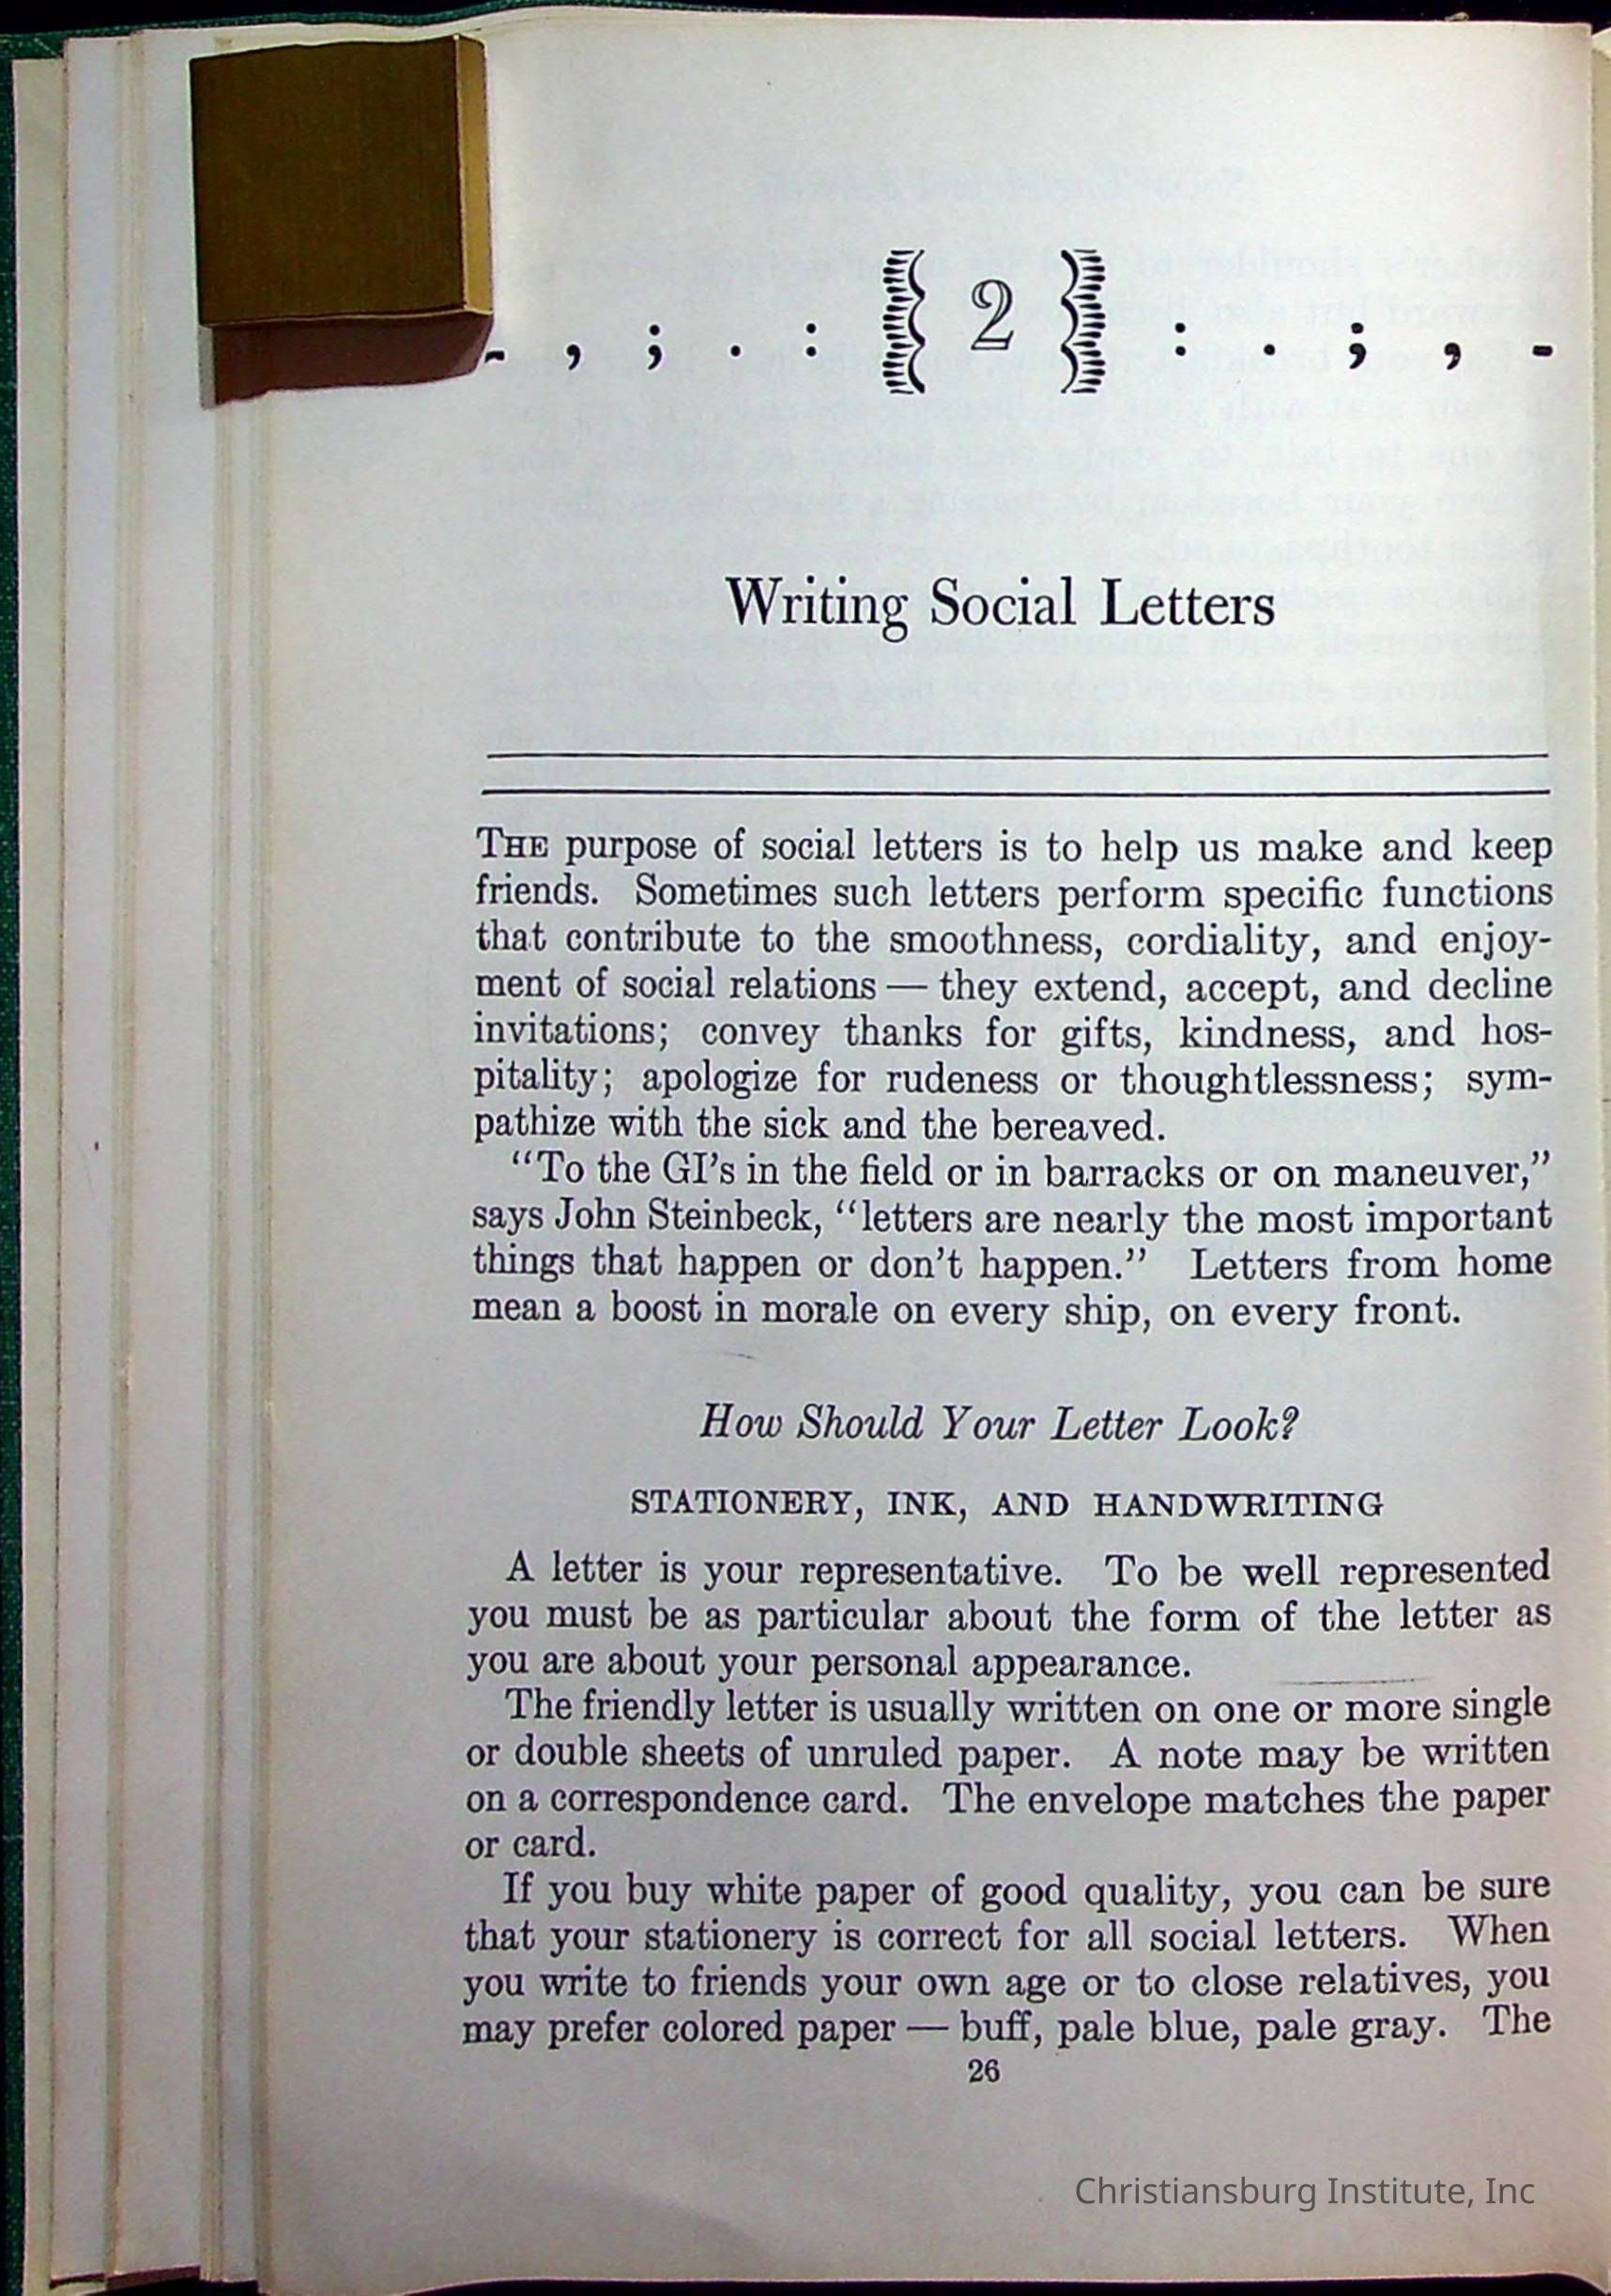 - , ; . : { 2 } : . ; , -
Writing Social Letters
THE purpose of social letters is to help us make and keep
friends. Sometimes such letters perform specific functions
that contribute to the smoothness, cordiality, and enjoy-
ment of social relations — they extend, accept, and decline
invitations; convey thanks for gifts, kindness, and hos-
pitality; apologize for rudeness or thoughtlessness; sym-
pathize with the sick and the bereaved.
"To the GI's in the field or in barracks or on maneuver,"
says John Steinbeck, "letters are nearly the most important
things that happen or don't happen." Letters from home
mean a boost in morale on every ship, on every front.
How Should Your Letter Look?
STATIONERY, INK, AND HANDWRITING
A letter is your representative. To be well represented
you must be as particular about the form of the letter as
you are about your personal appearance.
The friendly letter is usually written on one or more single
or double sheets of unruled paper. A note may be written
on a correspondence card. The envelope matches the paper
or card.
If you buy white paper of good quality, you can be sure
that your stationery is correct for all social letters. When
you write to friends your own age or to close relatives, you
may prefer colored paper — buff, pale blue, pale gray. The
26
Christiansburg Institute, Inc